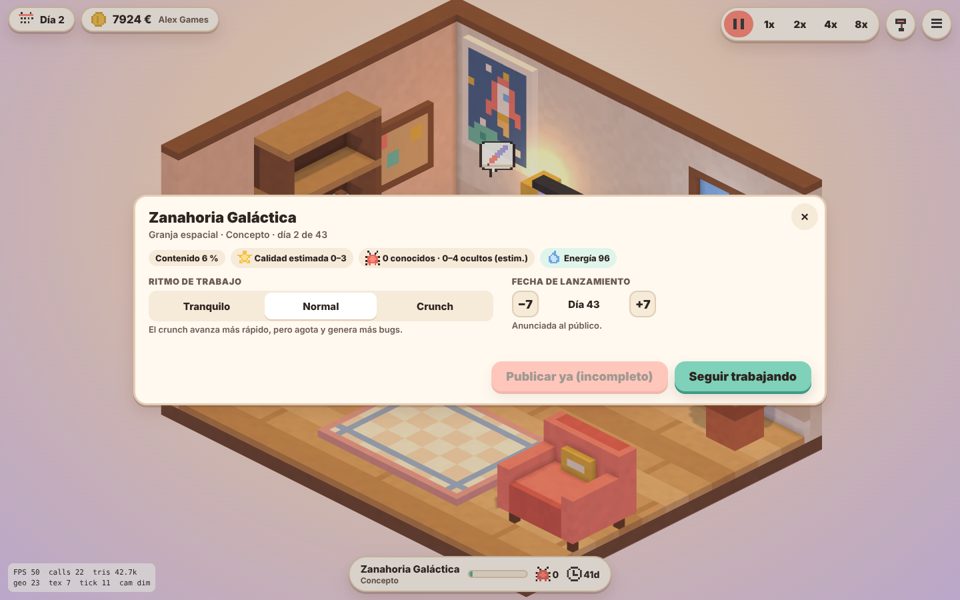 Día 2
7924 €
Alex Games
1x
2x
4x
8x
Zanahoria Galáctica
Granja espacial · Concepto · día 2 de 43
Contenido 6 %
Calidad estimada 0–3
0 conocidos · 0–4 ocultos (estim.)
Energía 96
RITMO DE TRABAJO
Tranquilo
Normal
Crunch
El crunch avanza más rápido, pero agota y genera más bugs.
FECHA DE LANZAMIENTO
−7
Día 43
+7
Anunciada al público.
Publicar ya (incompleto)
Seguir trabajando
Zanahoria Galáctica
Concepto
0
41d
FPS 50 calls 22 tris 42.7k
geo 23 tex 7 tick 11 cam dim